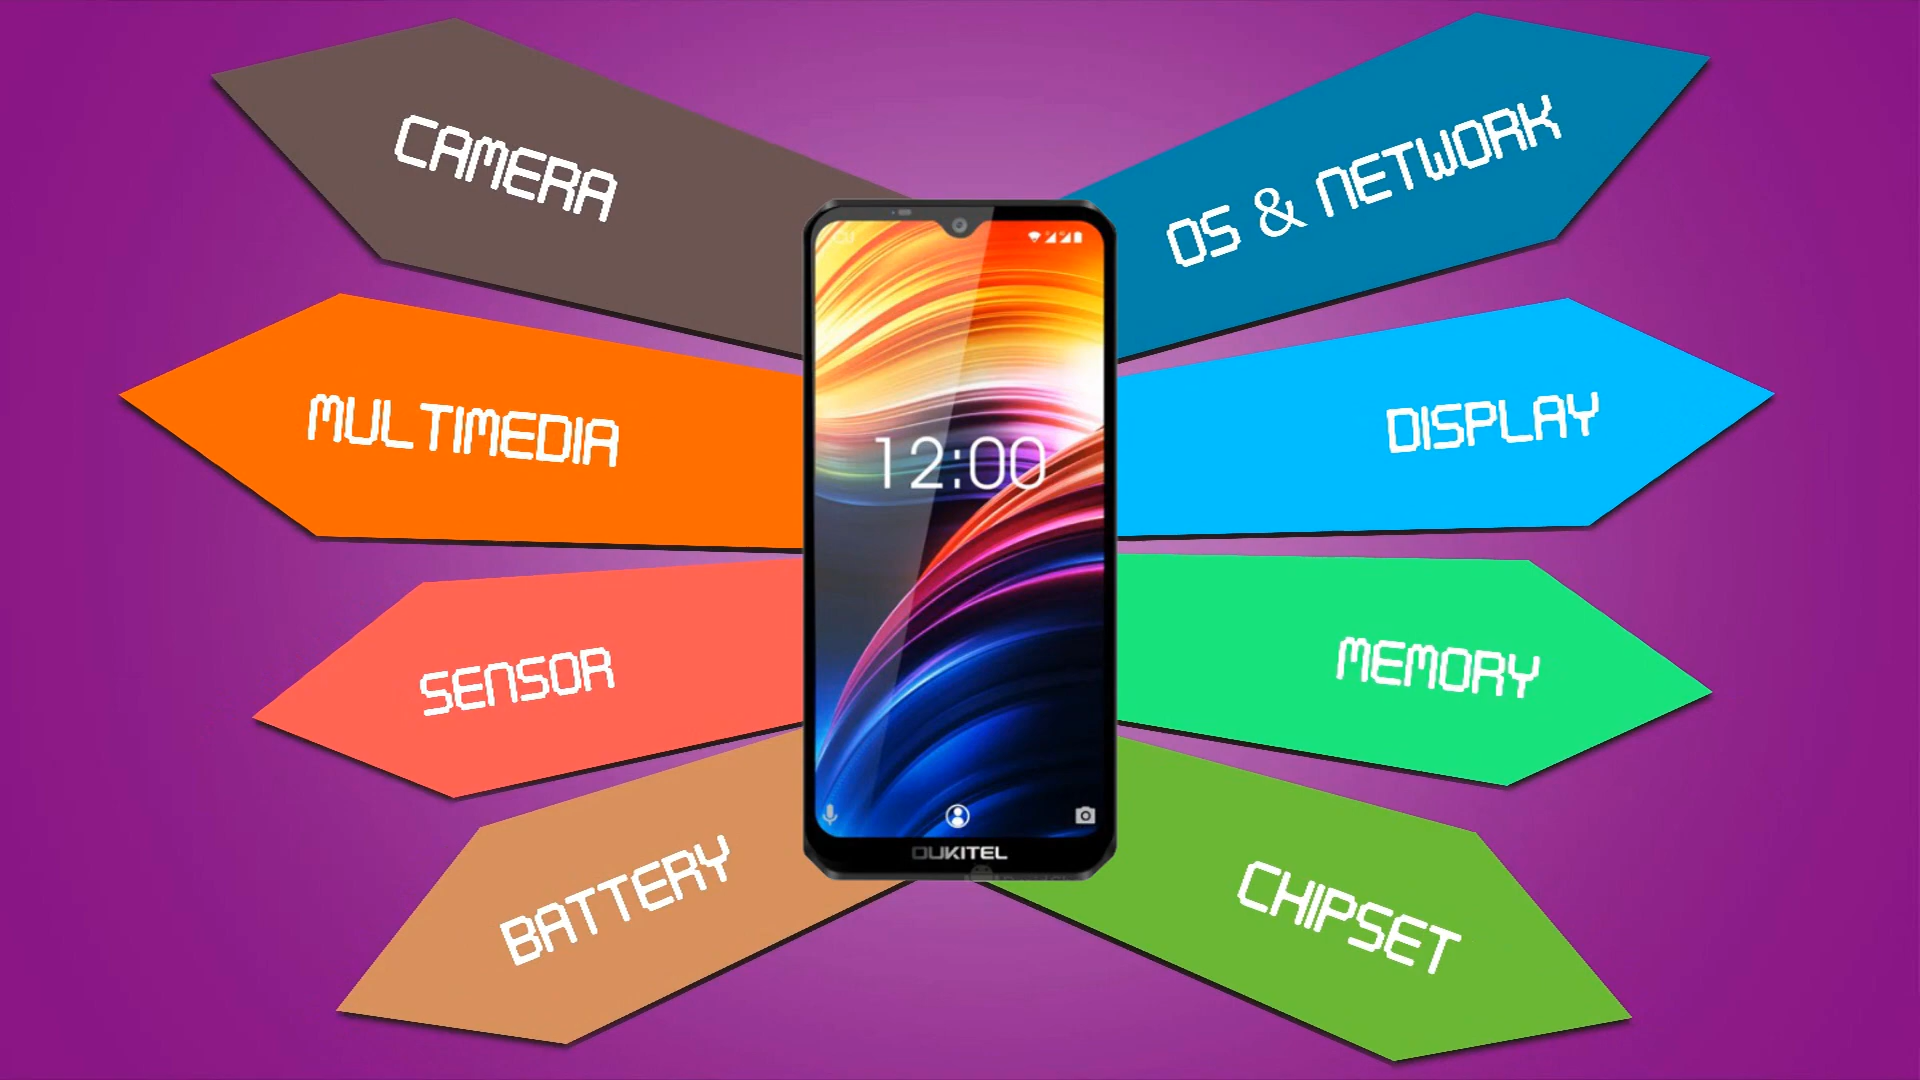 CAMERA
OS & NETWORK
MULTIMEDIA
DISPLAY
12:00
SENSOR
MEMORY
BATTERY
CHIPSET
OUKITEL